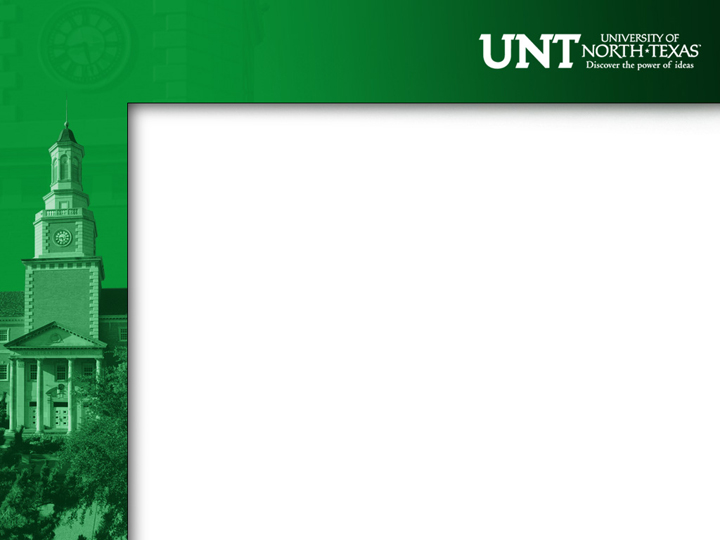 UNT
UNIVERSITY OF
NORTH★TEXAS
Discover the power of ideas